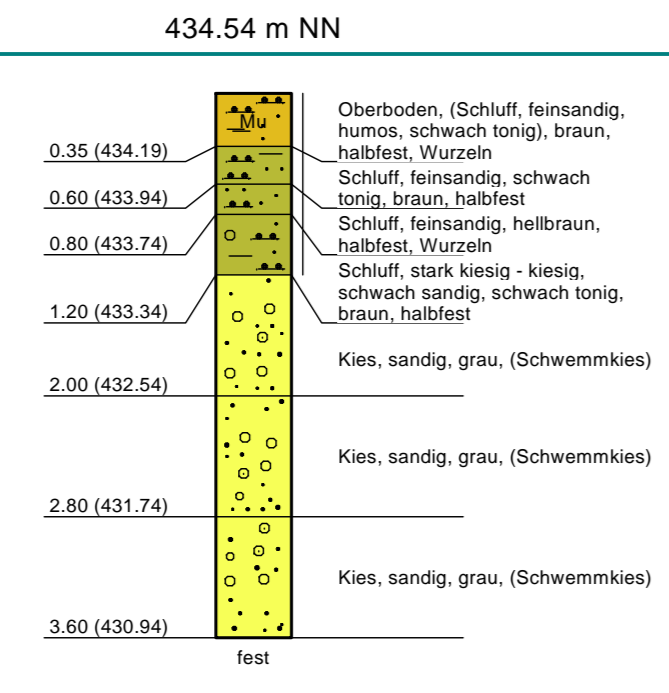 434.54 m NN
Mu
Oberboden, (Schluff, feinsandig,
humos, schwach tonig), braun,
halbfest, Wurzeln
0.35 (434.19)
Schluff, feinsandig, schwach
tonig, braun, halbfest
0.60 (433.94)
Schluff, feinsandig, hellbraun,
halbfest, Wurzeln
0.80 (433.74)
Schluff, stark kiesig - kiesig,
schwach sandig, schwach tonig,
braun, halbfest
1.20 (433.34)
Kies, sandig, grau, (Schwemmkies)
2.00 (432.54)
Kies, sandig, grau, (Schwemmkies)
2.80 (431.74)
Kies, sandig, grau, (Schwemmkies)
3.60 (430.94)
fest